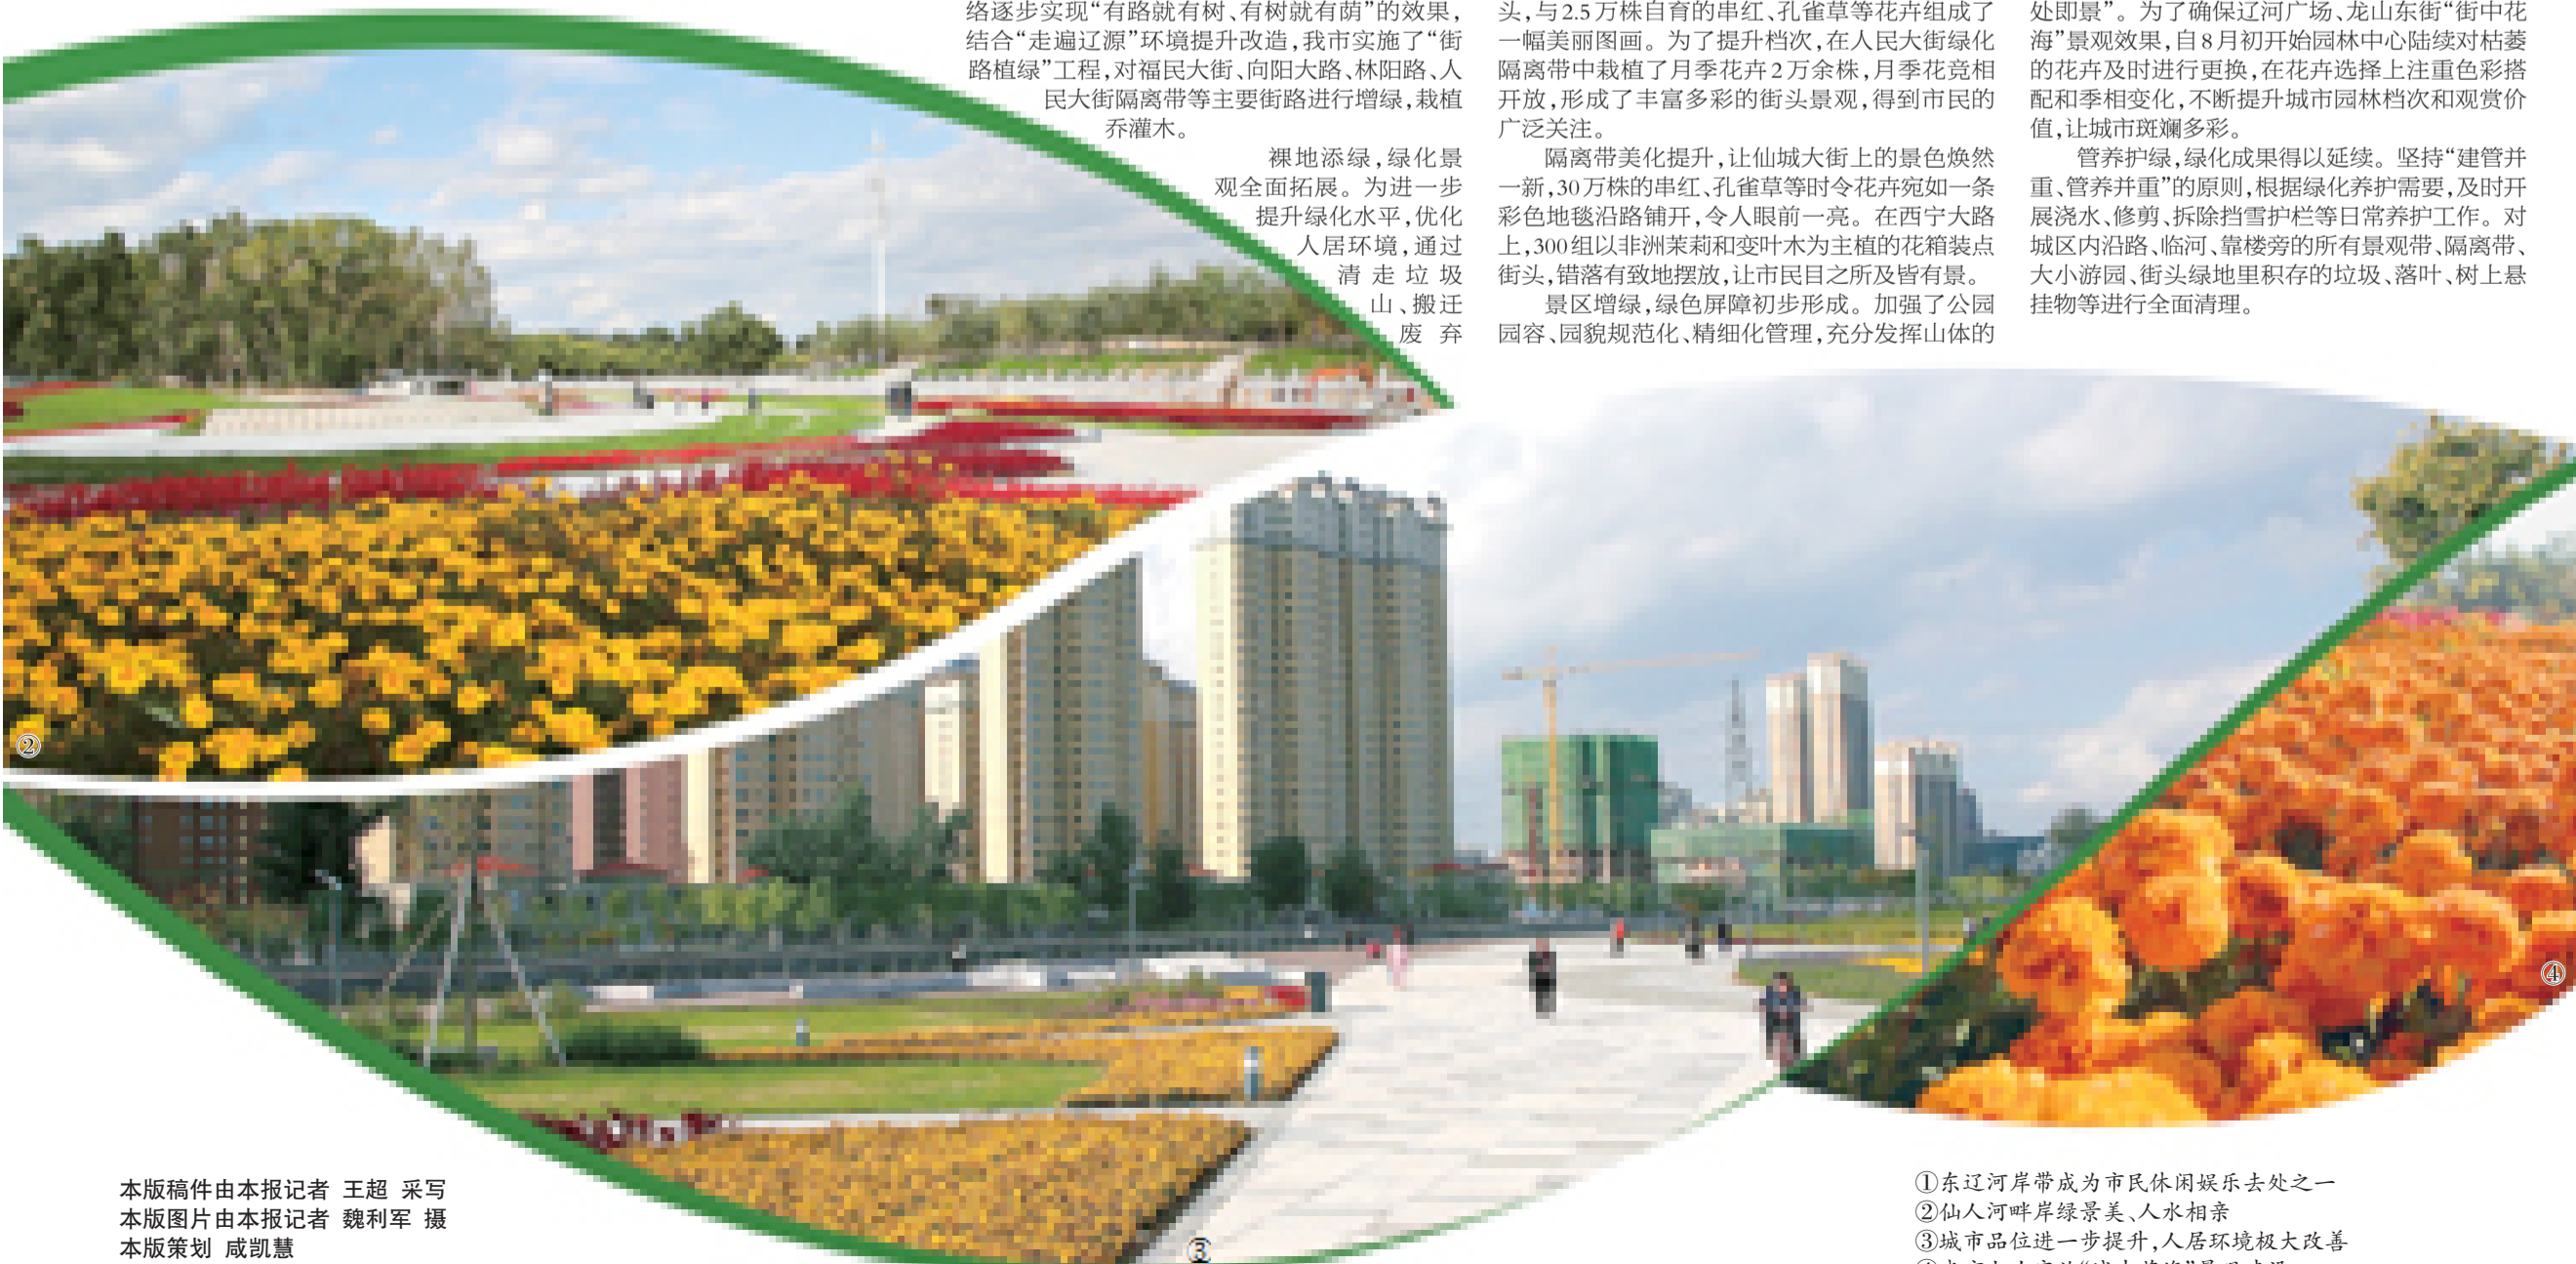 络逐步实现“有路就有树、有树就有荫”的效果,
结合“走遍辽源”环境提升改造,我市实施了“街
路植绿”工程,对福民大街、向阳大路、林阳路、人
民大街隔离带等主要街路进行增绿,栽植
乔灌木。
裸地添绿,绿化景
观全面拓展。为进一步
提升绿化水平,优化
人居环境,通过
清走垃圾
山、搬迁
废弃
头,与2.5万株自育的串红、孔雀草等花卉组成了
一幅美丽图画。为了提升档次,在人民大街绿化
隔离带中栽植了月季花卉2万余株,月季花竞相
开放,形成了丰富多彩的街头景观,得到市民的
广泛关注。
隔离带美化提升,让仙城大街上的景色焕然
一新,30万株的串红、孔雀草等时令花卉宛如一条
彩色地毯沿路铺开,令人眼前一亮。在西宁大路
上,300组以非洲茉莉和变叶木为主植的花箱装点
街头,错落有致地摆放,让市民目之所及皆有景。
景区增绿,绿色屏障初步形成。加强了公园
园容、园貌规范化、精细化管理,充分发挥山体的
处即景”。为了确保辽河广场、龙山东街“街中花
海”景观效果,自8月初开始园林中心陆续对枯萎
的花卉及时进行更换,在花卉选择上注重色彩搭
配和季相变化,不断提升城市园林档次和观赏价
值,让城市斑斓多彩。
管养护绿,绿化成果得以延续。坚持“建管并
重、管养并重”的原则,根据绿化养护需要,及时开
展浇水、修剪、拆除挡雪护栏等日常养护工作。对
城区内沿路、临河、靠楼旁的所有景观带、隔离带、
大小游园、街头绿地里积存的垃圾、落叶、树上悬
挂物等进行全面清理。
②
④
③
本版稿件由本报记者 王超 采写
本版图片由本报记者 魏利军 摄
本版策划 咸凯慧
①东辽河岸带成为市民休闲娱乐去处之一
②仙人河畔岸绿景美、人水相亲
③城市品位进一步提升,人居环境极大改善